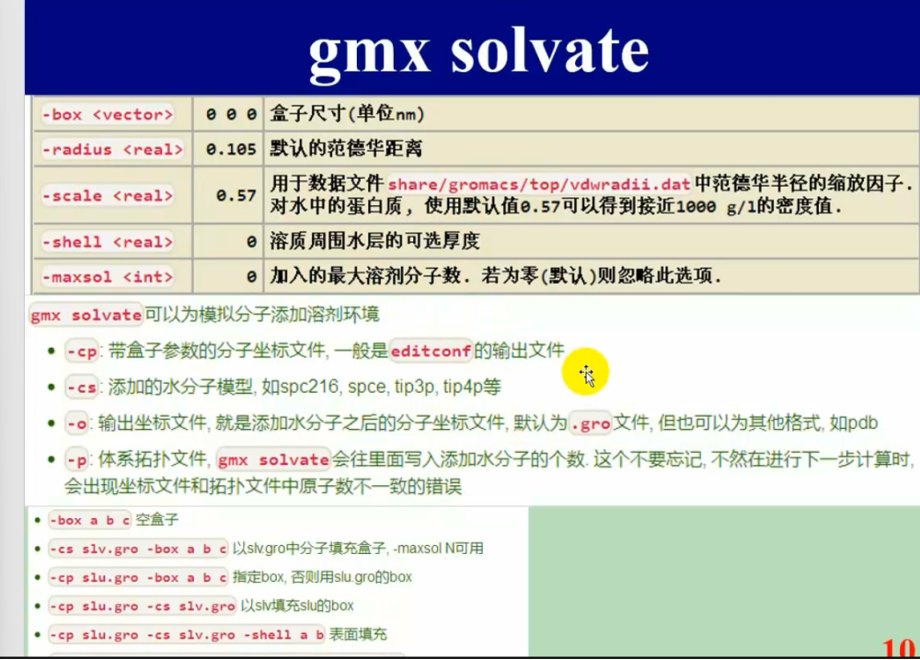 gmx solvate
-box <vector> 0 0 0 盒子尺寸(单位nm)
-radius <real> 0.105 默认的范德华距离
-scale <real> 0.57 用于数据文件share/gromacs/top/vdwradii.dat中范德华半径的缩放因子.
对水中的蛋白质, 使用默认值0.57可以得到接近1000 g/l的密度值.
-shell <real> 0 溶质周围水层的可选厚度
-maxsol <int> 0 加入的最大溶剂分子数. 若为零(默认)则忽略此选项.
gmx solvate可以为模拟分子添加溶剂环境
• -cp: 带盒子参数的分子坐标文件, 一般是editconf的输出文件
• -cs: 添加的水分子模型, 如spc216, spce, tip3p, tip4p等
• -o: 输出坐标文件, 就是添加水分子之后的分子坐标文件, 默认为.gro文件, 但也可以为其他格式, 如pdb
• -p: 体系拓扑文件, gmx solvate会往里面写入添加水分子的个数. 这个不要忘记, 不然在进行下一步计算时,
会出现坐标文件和拓扑文件中原子数不一致的错误
• -box a b c 空盒子
• -cs slv.gro -box a b c 以slv.gro中分子填充盒子, -maxsol N可用
• -cp slu.gro -box a b c 指定box, 否则用slu.gro的box
• -cp slu.gro -cs slv.gro 以slv填充slu的box
• -cp slu.gro -cs slv.gro -shell a b 表面填充
10